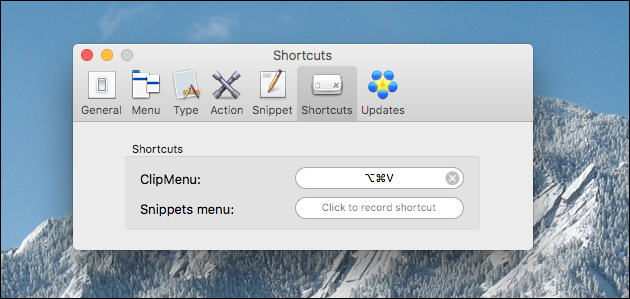 Shortcuts
General Menu Type Action Snippet Shortcuts Updates
Shortcuts
ClipMenu: ⌥⌘V
Snippets menu: Click to record shortcut